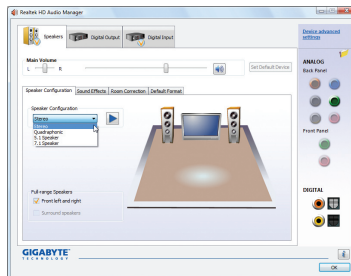 Realtek HD Audio Manager
Speakers
Digital Output
Digital Input
Device advanced
settings
Main Volume
L
R
Set Default Device
Speaker Configuration
Sound Effects
Room Correction
Default Format
Speaker Configuration
Stereo
Stereo
Quadraphonic
5.1 Speaker
7.1 Speaker
Full-range Speakers
Front left and right
Surround speakers
ANALOG
Back Panel
Front Panel
DIGITAL
GIGABYTE
TECHNOLOGY
OK